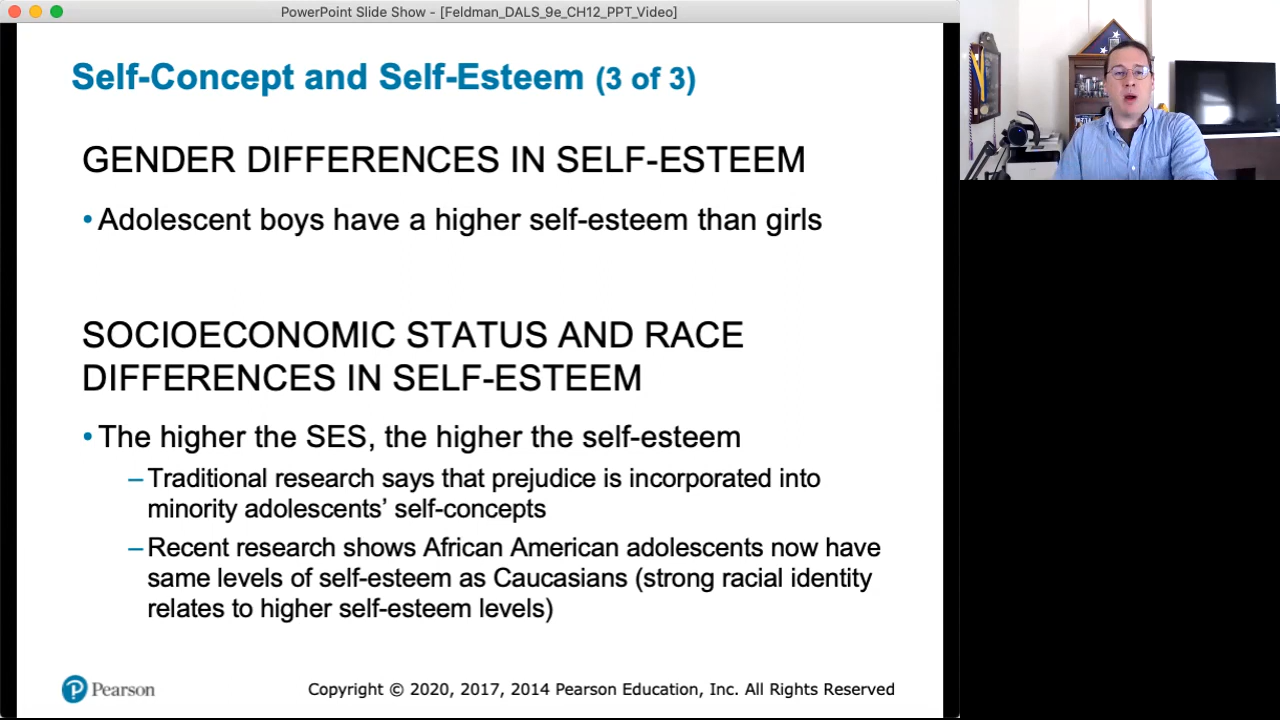 PowerPoint Slide Show - [Feldman_DALS_9e_CH12_PPT_Video]
Self-Concept and Self-Esteem (3 of 3)
GENDER DIFFERENCES IN SELF-ESTEEM
• Adolescent boys have a higher self-esteem than girls
SOCIOECONOMIC STATUS AND RACE
DIFFERENCES IN SELF-ESTEEM
• The higher the SES, the higher the self-esteem
– Traditional research says that prejudice is incorporated into
minority adolescents’ self-concepts
– Recent research shows African American adolescents now have
same levels of self-esteem as Caucasians (strong racial identity
relates to higher self-esteem levels)
P Pearson
Copyright © 2020, 2017, 2014 Pearson Education, Inc. All Rights Reserved